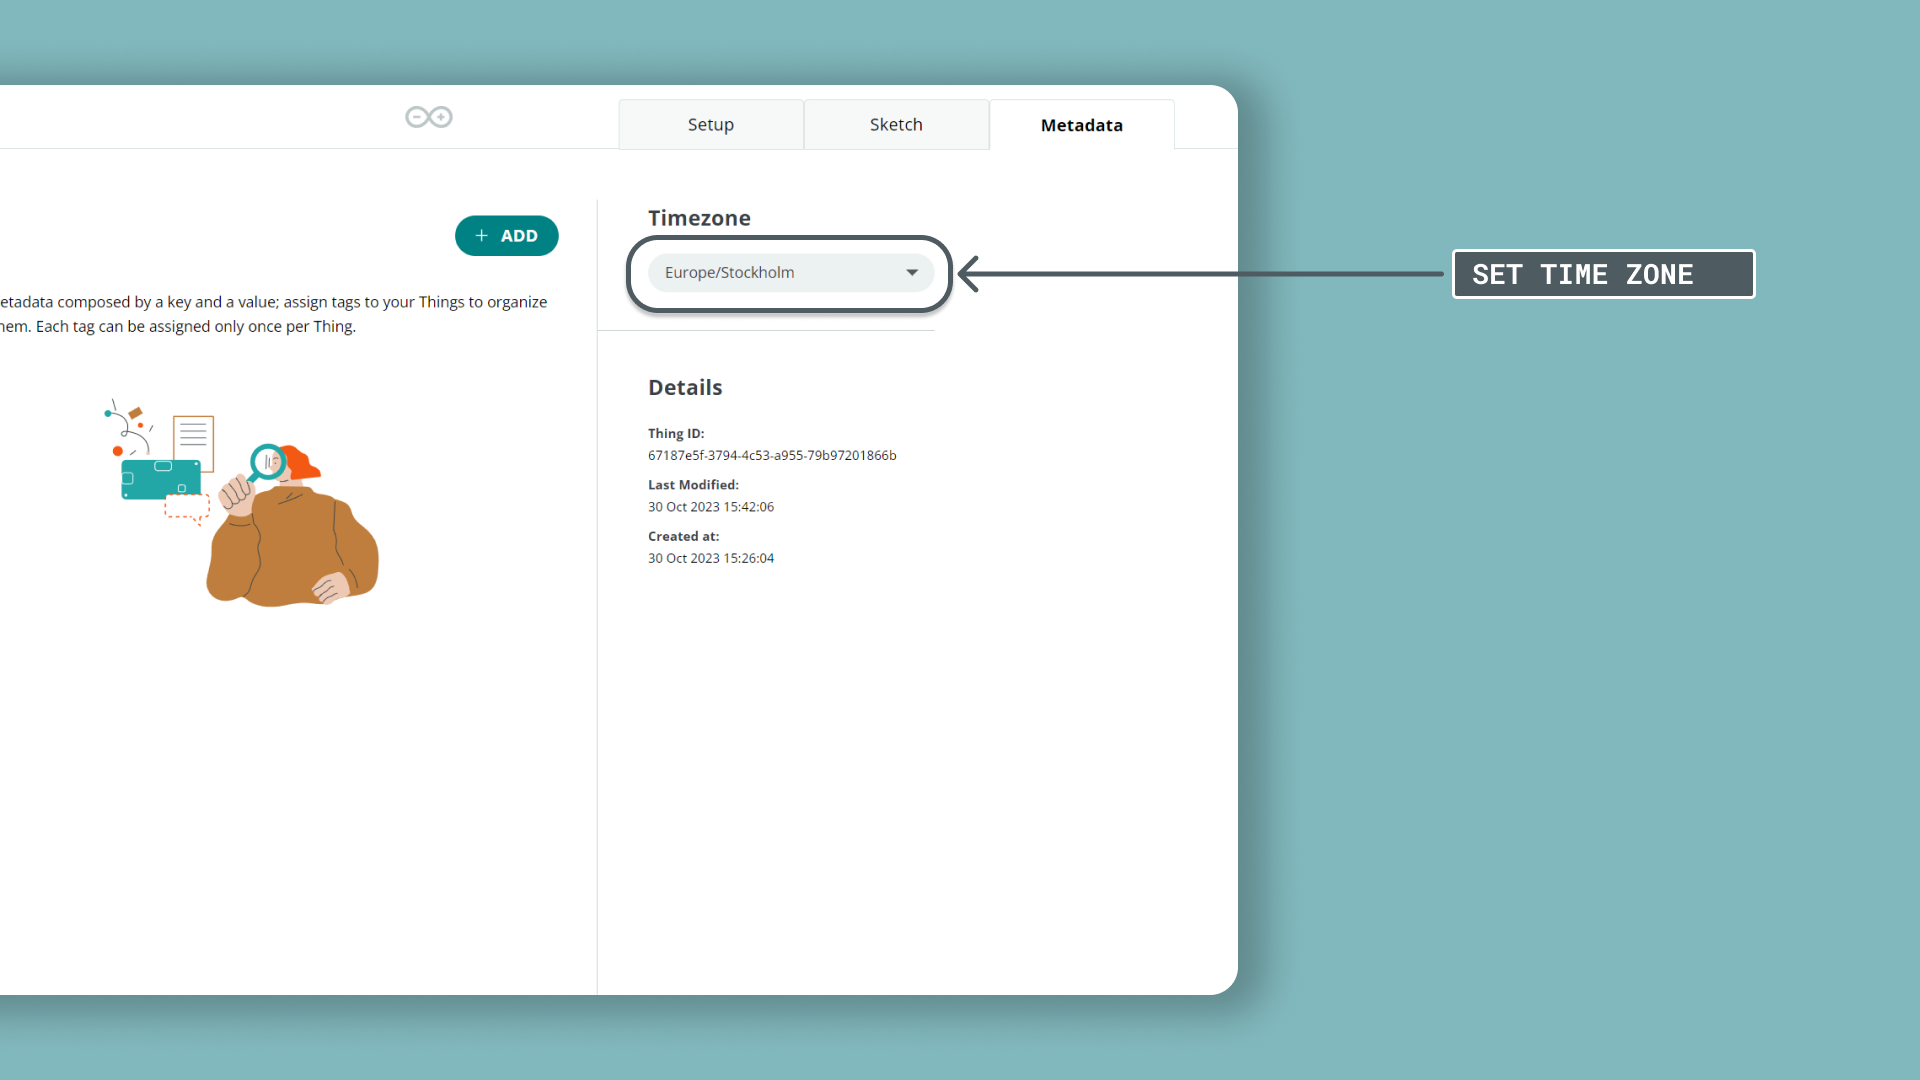 Setup
Sketch
Metadata
+ ADD
etadata composed by a key and a value; assign tags to your Things to organize
hem. Each tag can be assigned only once per Thing.
Timezone
Europe/Stockholm
SET TIME ZONE
Details
Thing ID:
67187e5f-3794-4c53-a955-79b97201866b
Last Modified:
30 Oct 2023 15:42:06
Created at:
30 Oct 2023 15:26:04